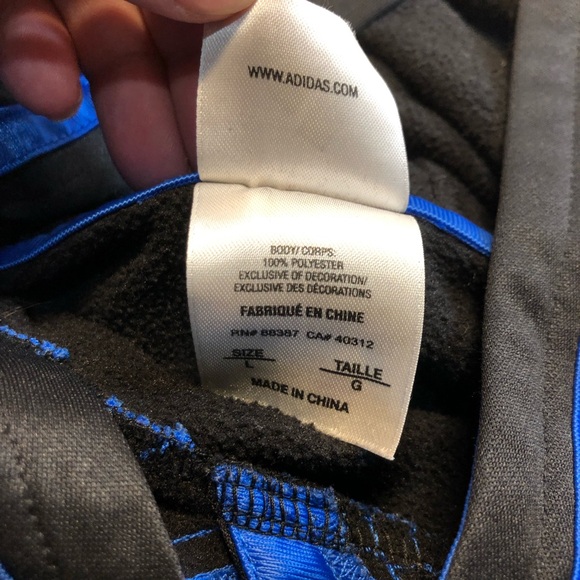 WWW.ADIDAS.COM
BODY/ CORPS:
100% POLYESTER
EXCLUSIVE OF DECORATION/
EXCLUSIVE DES DÉCORATIONS
FABRIQUÉ EN CHINE
RN# 88387 CA# 40312
SIZE TAILLE
L G
MADE IN CHINA